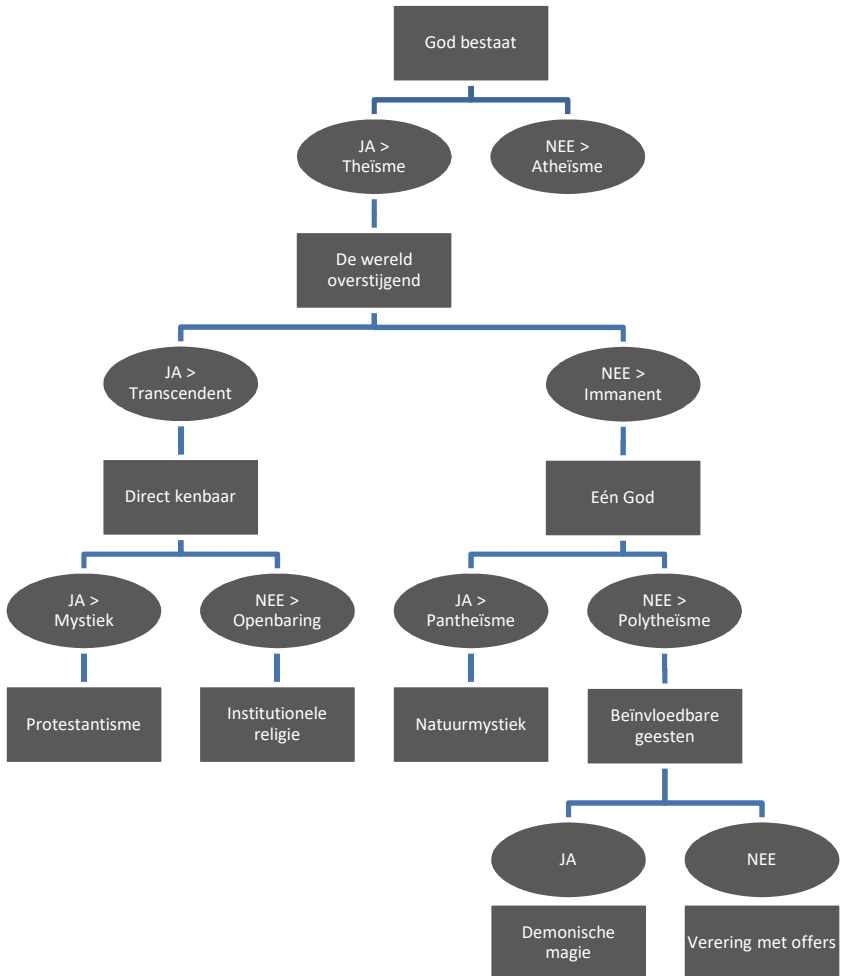 God bestaat
JA >
Theïsme
NEE >
Atheïsme
De wereld
overstijgend
JA >
Transcendent
NEE >
Immanent
Direct kenbaar
Eén God
JA >
Mystiek
NEE >
Openbaring
JA >
Pantheïsme
NEE >
Polytheïsme
Protestantisme
Institutionele
religie
Natuurmystiek
Beïnvloedbare
geesten
JA
NEE
Demonische
magie
Verering met offers